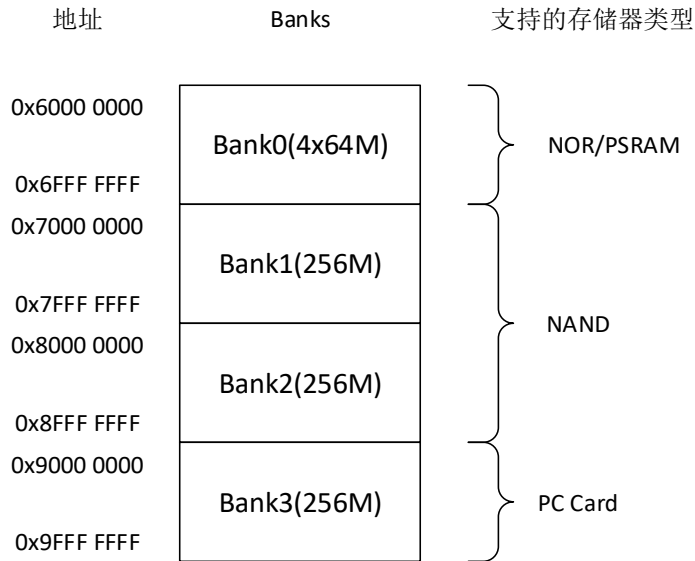 地址 Banks 支持的存储器类型
0x6000 0000
Bank0(4x64M) NOR/PSRAM
0x6FFF FFFF
0x7000 0000
Bank1(256M)
0x7FFF FFFF
NAND
0x8000 0000
Bank2(256M)
0x8FFF FFFF
0x9000 0000
Bank3(256M) PC Card
0x9FFF FFFF